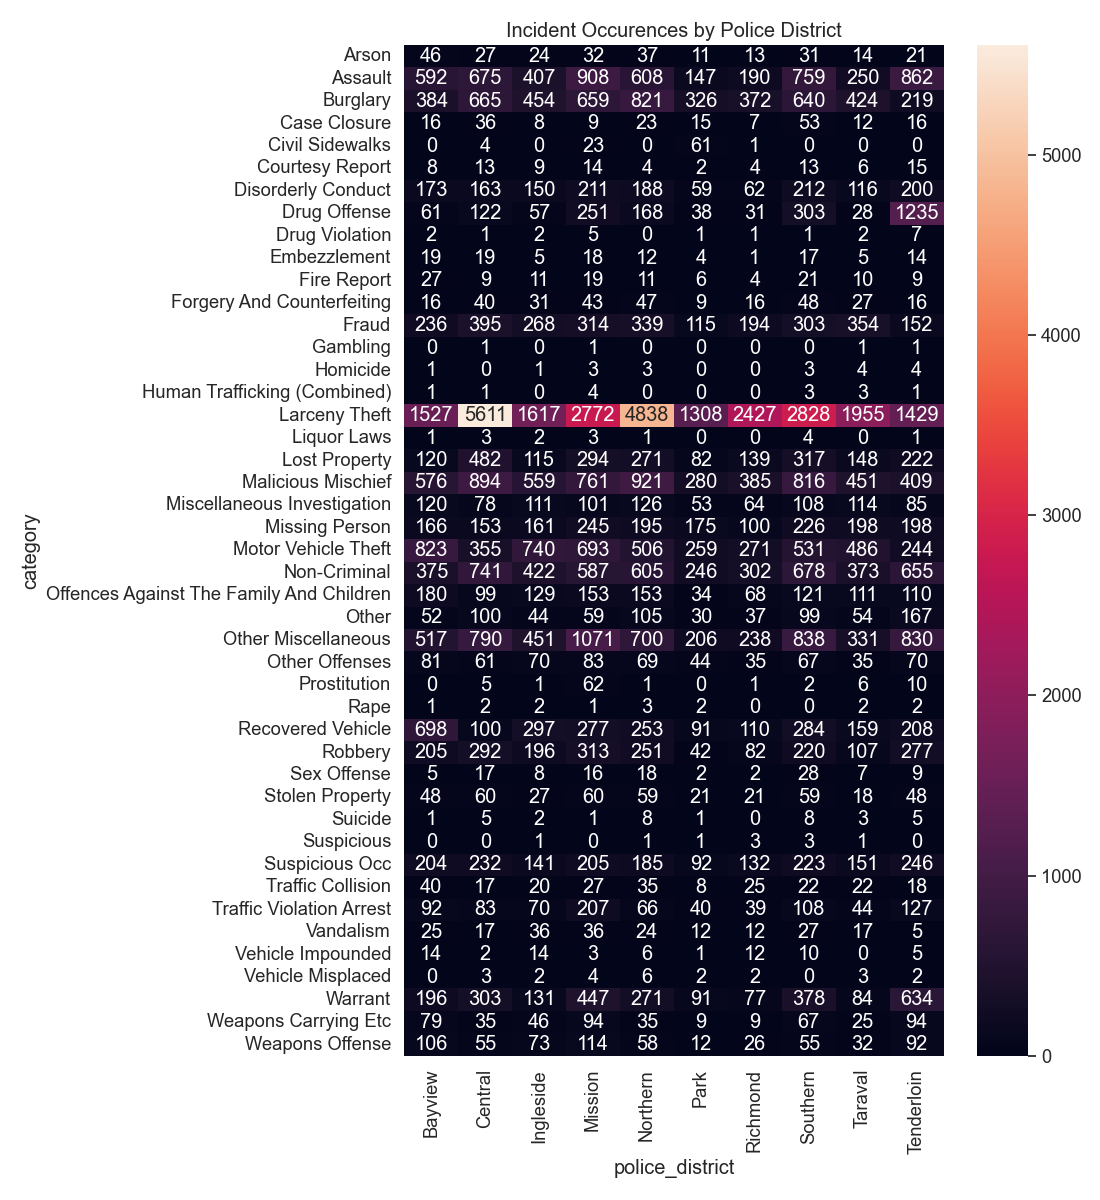 Incident Occurences by Police District
Arson 46 27 24 32 37 11 13 31 14 21
Assault 592 675 407 908 608 147 190 759 250 862
Burglary 384 665 454 659 821 326 372 640 424 219
Case Closure 16 36 8 9 23 15 7 53 12 16
Civil Sidewalks 0 4 0 23 0 61 1 0 0 0
Courtesy Report 8 13 9 14 4 2 4 13 6 15
Disorderly Conduct 173 163 150 211 188 59 62 212 116 200
Drug Offense 61 122 57 251 168 38 31 303 28 1235
Drug Violation 2 1 2 5 0 1 1 1 2 7
Embezzlement 19 19 5 18 12 4 1 17 5 14
Fire Report 27 9 11 19 11 6 4 21 10 9
Forgery And Counterfeiting 16 40 31 43 47 9 16 48 27 16
Fraud 236 395 268 314 339 115 194 303 354 152
Gambling 0 1 0 1 0 0 0 0 1 1
Homicide 1 0 1 3 3 0 0 3 4 4
Human Trafficking (Combined) 1 1 0 4 0 0 0 3 3 1
Larceny Theft 1527 5611 1617 2772 4838 1308 2427 2828 1955 1429
Liquor Laws 1 3 2 3 1 0 0 4 0 1
Lost Property 120 482 115 294 271 82 139 317 148 222
Malicious Mischief 576 894 559 761 921 280 385 816 451 409
Miscellaneous Investigation 120 78 111 101 126 53 64 108 114 85
Missing Person 166 153 161 245 195 175 100 226 198 198
Motor Vehicle Theft 823 355 740 693 506 259 271 531 486 244
Non-Criminal 375 741 422 587 605 246 302 678 373 655
Offences Against The Family And Children 180 99 129 153 153 34 68 121 111 110
Other 52 100 44 59 105 30 37 99 54 167
Other Miscellaneous 517 790 451 1071 700 206 238 838 331 830
Other Offenses 81 61 70 83 69 44 35 67 35 70
Prostitution 0 5 1 62 1 0 1 2 6 10
Rape 1 2 2 1 3 2 0 0 2 2
Recovered Vehicle 698 100 297 277 253 91 110 284 159 208
Robbery 205 292 196 313 251 42 82 220 107 277
Sex Offense 5 17 8 16 18 2 2 28 7 9
Stolen Property 48 60 27 60 59 21 21 59 18 48
Suicide 1 5 2 1 8 1 0 8 3 5
Suspicious 0 0 1 0 1 1 3 3 1 0
Suspicious Occ 204 232 141 205 185 92 132 223 151 246
Traffic Collision 40 17 20 27 35 8 25 22 22 18
Traffic Violation Arrest 92 83 70 207 66 40 39 108 44 127
Vandalism 25 17 36 36 24 12 12 27 17 5
Vehicle Impounded 14 2 14 3 6 1 12 10 0 5
Vehicle Misplaced 0 3 2 4 6 2 2 0 3 2
Warrant 196 303 131 447 271 91 77 378 84 634
Weapons Carrying Etc 79 35 46 94 35 9 9 67 25 94
Weapons Offense 106 55 73 114 58 12 26 55 32 92
category
Bayview Central Ingleside Mission Northern Park Richmond Southern Taraval Tenderloin
police_district
5000
4000
3000
2000
1000
0